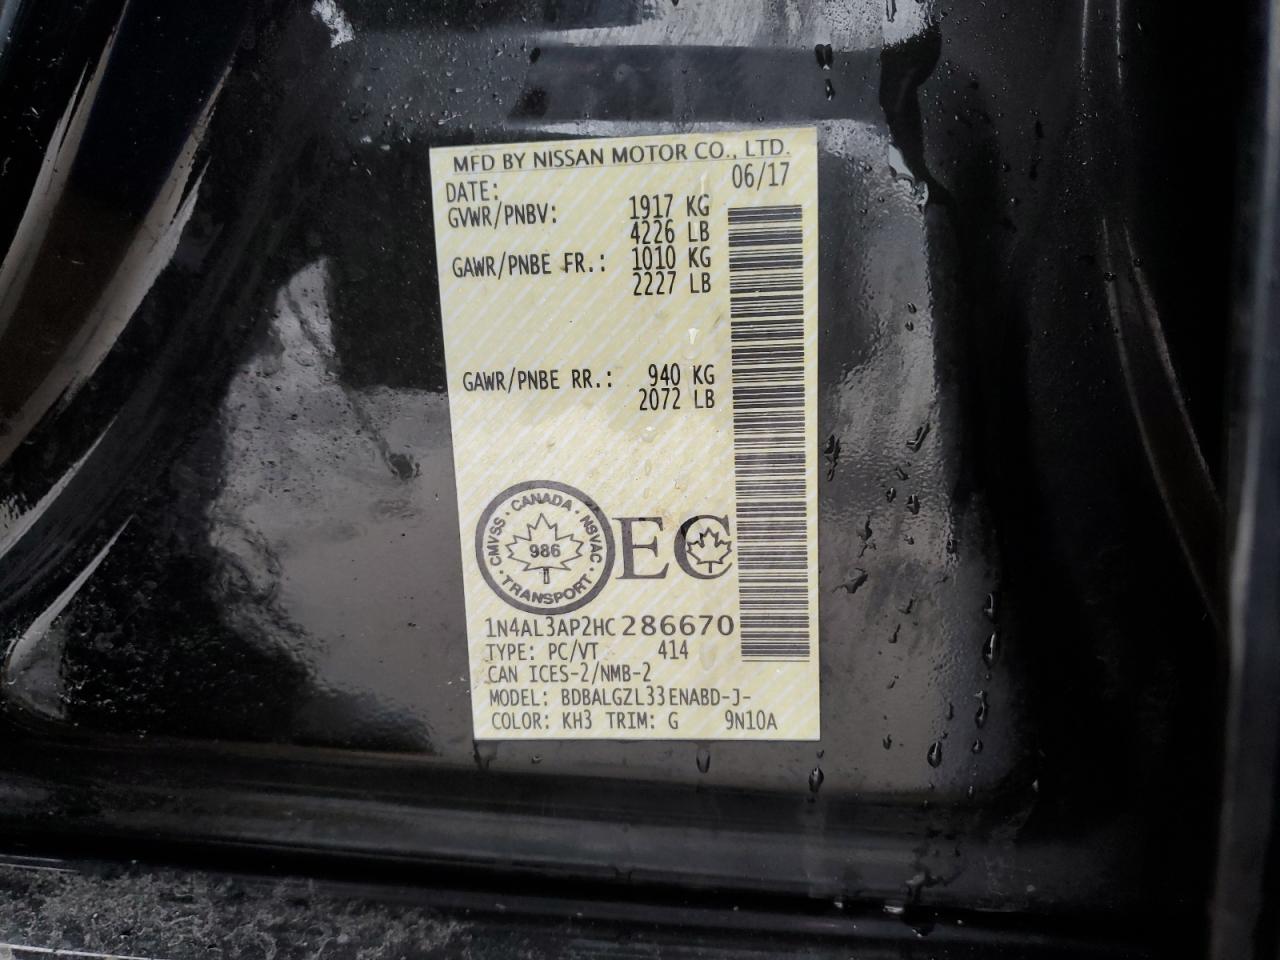 MFD BY NISSAN MOTOR CO., LTD.
DATE: 06/17
GVWR/PNBV: 1917 KG
4226 LB
GAWR/PNBE FR.: 1010 KG
2227 LB
GAWR/PNBE RR.: 940 KG
2072 LB
CMVSS · CANADA · NSVAC · TRANSPORT ·
986
EC
1N4AL3AP2HC286670
TYPE: PC/VT 414
CAN ICES-2/NMB-2
MODEL: BDBALGZL33ENABD-J-
COLOR: KH3 TRIM: G 9N10A